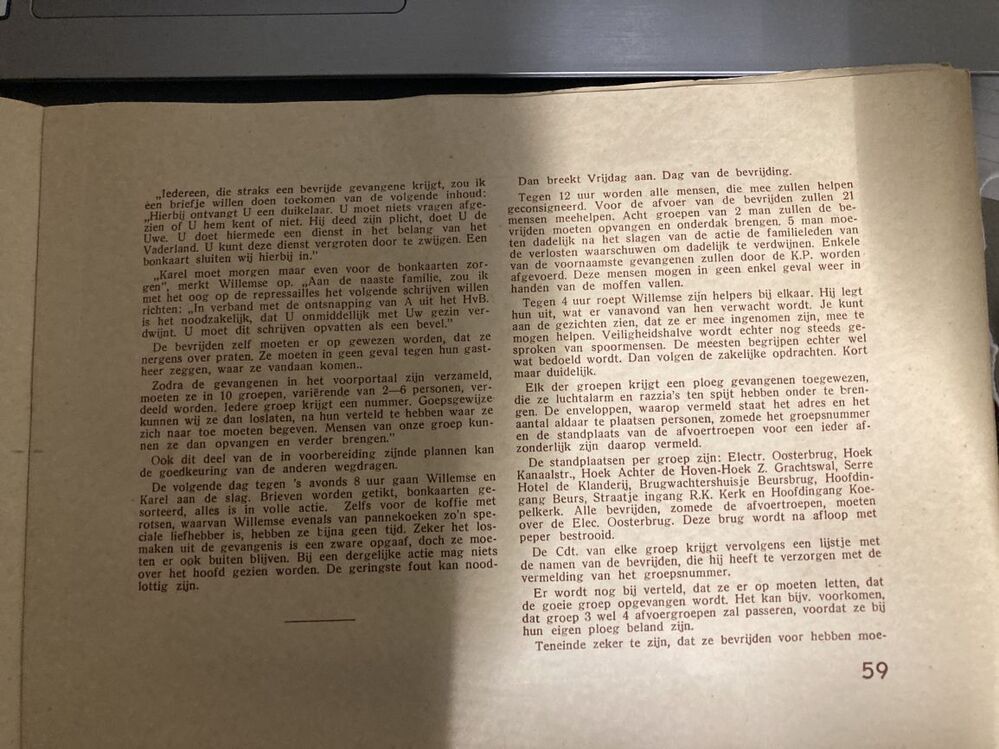 „Iedereen, die straks een bevrijde gevangene krijgt, zou ik
een briefje willen doen toekomen van de volgende inhoud:
„Hierbij ontvangt U een duikelaar. U moet niets vragen afge-
zien of U hem kent of niet. Hij deed zijn plicht, doet U de
Uwe. U doet hiermede een dienst in het belang van het
Vaderland. U kunt deze dienst vergroten door te zwijgen. Een
bonkaart sluiten wij hierbij in."
„Karel moet morgen maar even voor de bonkaarten zor-
gen", merkt Willemse op. „Aan de naaste familie, zou ik
met het oog op de repressailles het volgende schrijven willen
richten: „In verband met de ontsnapping van A uit het HvB.
is het noodzakelijk, dat U onmiddellijk met Uw gezin ver-
dwijnt. U moet dit schrijven opvatten als een bevel."
De bevrijden zelf moeten er op gewezen worden, dat ze
nergens over praten. Ze moeten in geen geval tegen hun gast-
heer zeggen, waar ze vandaan komen..
Zodra de gevangenen in het voorportaal zijn verzameld,
moeten ze in 10 groepen, variërende van 2—6 personen, ver-
deeld worden. Iedere groep krijgt een nummer. Goepsgewijze
kunnen wij ze dan loslaten, na hun verteld te hebben waar ze
zich naar toe moeten begeven. Mensen van onze groep kun-
nen ze dan opvangen en verder brengen."
Ook dit deel van de in voorbereiding zijnde plannen kan
de goedkeuring van de anderen wegdragen.
De volgende dag tegen 's avonds 8 uur gaan Willemse en
Karel aan de slag. Brieven worden getikt, bonkaarten ge-
sorteerd, alles is in volle actie. Zelfs voor de koffie met
rotsen, waarvan Willemse evenals van pannekoeken zo'n spe-
ciale liefhebber is, hebben ze bijna geen tijd. Zeker het los-
maken uit de gevangenis is een zware opgaaf, doch ze moe-
ten er ook buiten blijven. Bij een dergelijke actie mag niets
over het hoofd gezien worden. De geringste fout kan nood-
lottig zijn.
Dan breekt Vrijdag aan. Dag van de bevrijding.
Tegen 12 uur worden alle mensen, die mee zullen helpen
geconsigneerd. Voor de afvoer van de bevrijden zullen 21
mensen meehelpen. Acht groepen van 2 man zullen de be-
vrijden moeten opvangen en onderdak brengen. 5 man moe-
ten dadelijk na het slagen van de actie de familieleden van
de verlosten waarschuwen om dadelijk te verdwijnen. Enkele
van de voornaamste gevangenen zullen door de K.P. worden
afgevoerd. Deze mensen mogen in geen enkel geval weer in
handen van de moffen vallen.
Tegen 4 uur roept Willemse zijn helpers bij elkaar. Hij legt
hun uit, wat er vanavond van hen verwacht wordt. Je kunt
aan de gezichten zien, dat ze er mee ingenomen zijn, mee te
mogen helpen. Veiligheidshalve wordt echter nog steeds ge-
sproken van spoormensen. De meesten begrijpen echter wel
wat bedoeld wordt. Dan volgen de zakelijke opdrachten. Kort
maar duidelijk.
Elk der groepen krijgt een ploeg gevangenen toegewezen,
die ze luchtalarm en razzia's ten spijt hebben onder te bren-
gen. De enveloppen, waarop vermeld staat het adres en het
aantal aldaar te plaatsen personen, zomede het groepsnummer
en de standplaats van de afvoertroepen voor een ieder af-
zonderlijk zijn daarop vermeld.
De standplaatsen per groep zijn: Electr. Oosterbrug, Hoek
Kanaalstr., Hoek Achter de Hoven-Hoek Z. Grachtswal, Serre
Hotel de Klanderij, Brugwachtershuisje Beursbrug, Hoofdin-
gang Beurs, Straatje ingang R.K. Kerk en Hoofdingang Koe-
pelkerk. Alle bevrijden, zomede de afvoertroepen, moeten
over de Elec. Oosterbrug. Deze brug wordt na afloop met
peper bestrooid.
De Cdt. van elke groep krijgt vervolgens een lijstje met
de namen van de bevrijden, die hij heeft te verzorgen met de
vermelding van het groepsnummer.
Er wordt nog bij verteld, dat ze er op moeten letten, dat
de goeie groep opgevangen wordt. Het kan bijv. voorkomen,
dat groep 3 wel 4 afvoergroepen zal passeren, voordat ze bij
hun eigen ploeg beland zijn.
Teneinde zeker te zijn, dat ze bevrijden voor hebben moe-
59